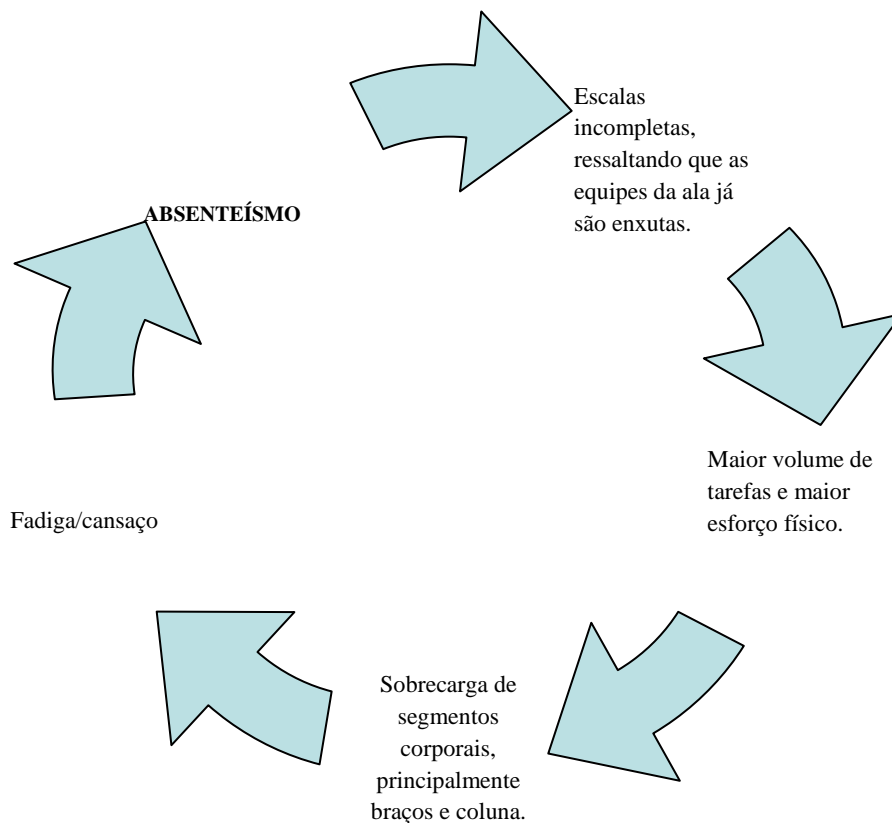 ABSENTEÍSMO
Escalas
incompletas,
ressaltando que as
equipes da ala já
são enxutas.
Maior volume de
tarefas e maior
esforço físico.
Sobrecarga de
segmentos
corporais,
principalmente
braços e coluna.
Fadiga/cansaço